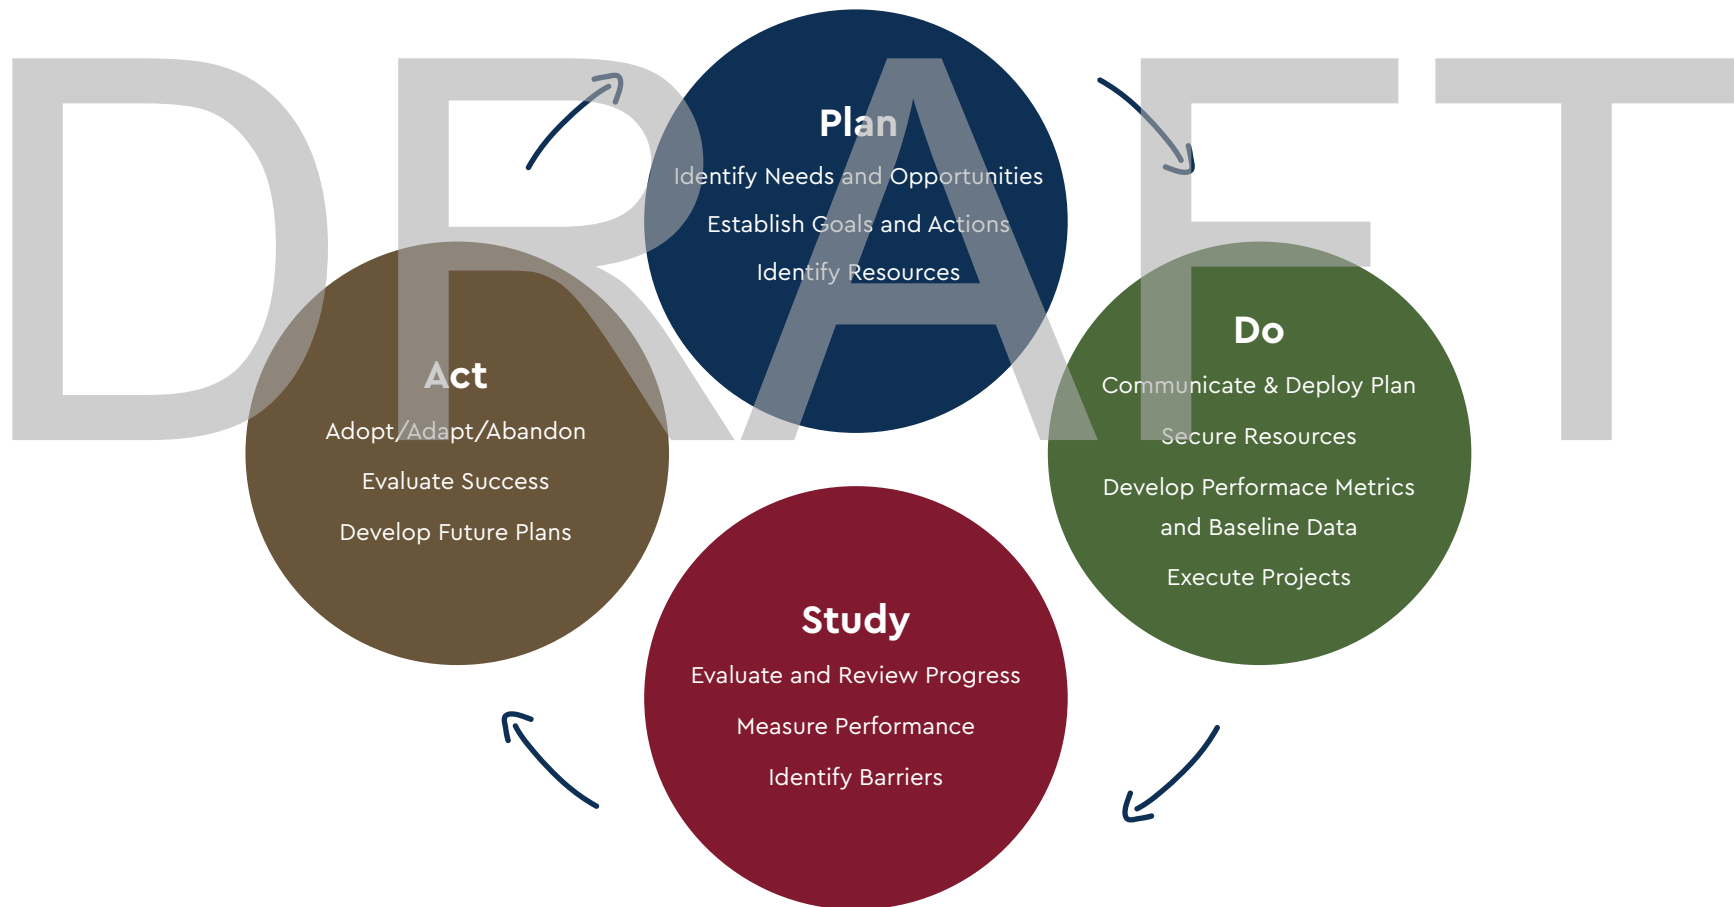 DRAFT
Plan
Identify Needs and Opportunities
Establish Goals and Actions
Identify Resources
Do
Communicate & Deploy Plan
Secure Resources
Develop Performace Metrics
and Baseline Data
Execute Projects
Study
Evaluate and Review Progress
Measure Performance
Identify Barriers
Act
Adopt/Adapt/Abandon
Evaluate Success
Develop Future Plans